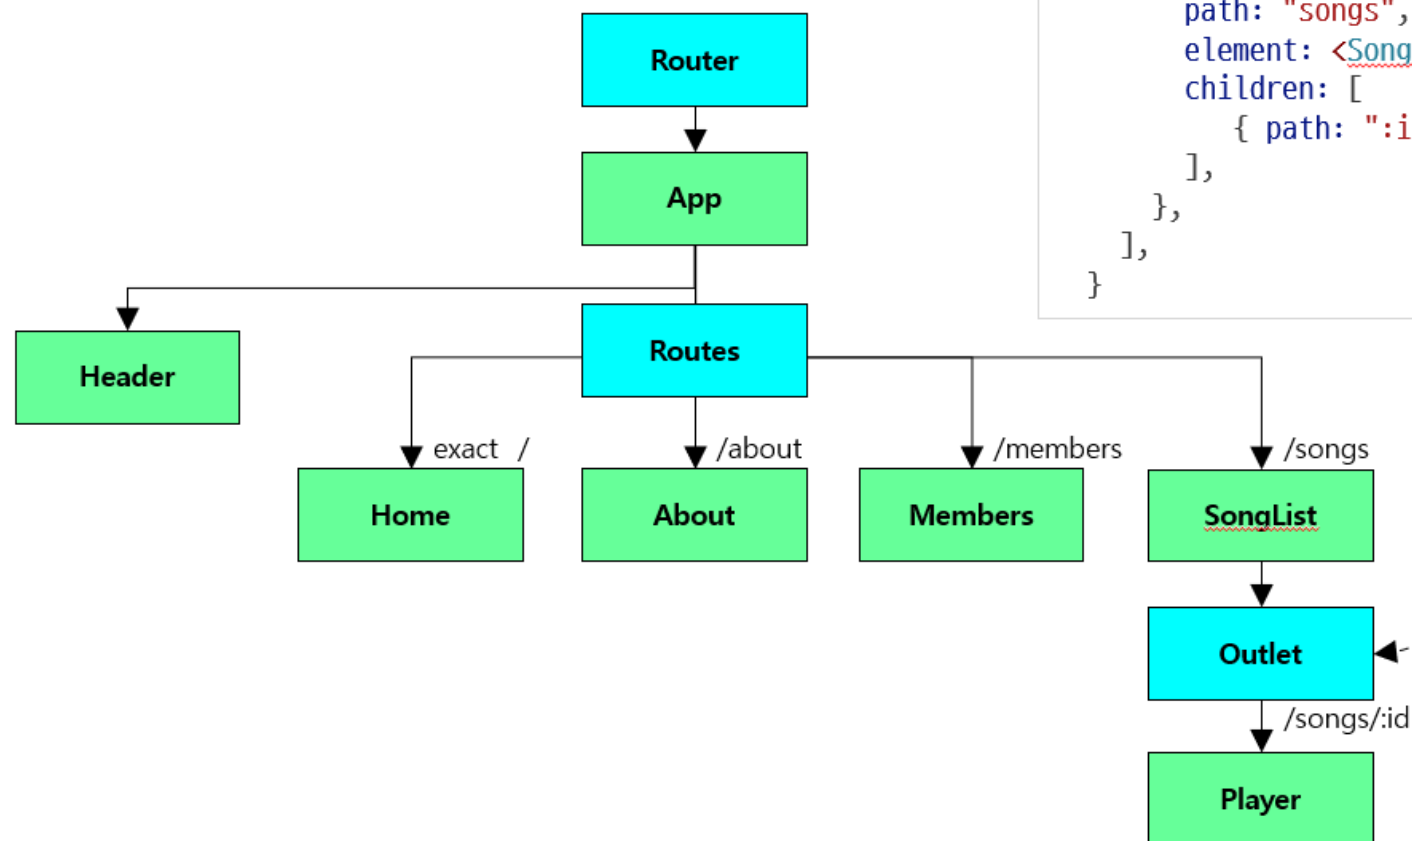 Router
path: "songs",
element: <Song
children: [
{ path: ":i
],
},
],
}
App
Header
Routes
exact /
/about
/members
/songs
Home
About
Members
SongList
Outlet
/songs/:id
Player